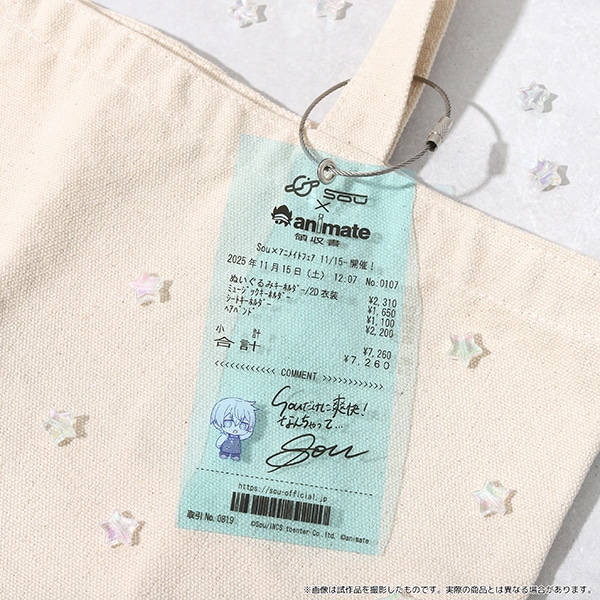 Sou
×
animate
領収書
Sou×アニメイトフェア 11/15~開催!
2025年11月15日(土) 12:07 No.0107
ぬいぐるみキーホルダー/2D衣装 ¥2,310
ミュージックキーホルダー ¥1,650
シートキーホルダー ¥1,100
ヘアバンド ¥2,200
小計 ¥7,260
合計 ¥7,260
<<<<<<<<<<<< COMMENT >>>>>>>>>>>>
Souだけに爽快!
なんちゃって…
Sou
https://sou-official.jp
取引No.0819
©Sou/INCS toenter Co.ltd. ©animate
※画像は試作品を撮影したものです。実際の商品とは異なる場合があります。